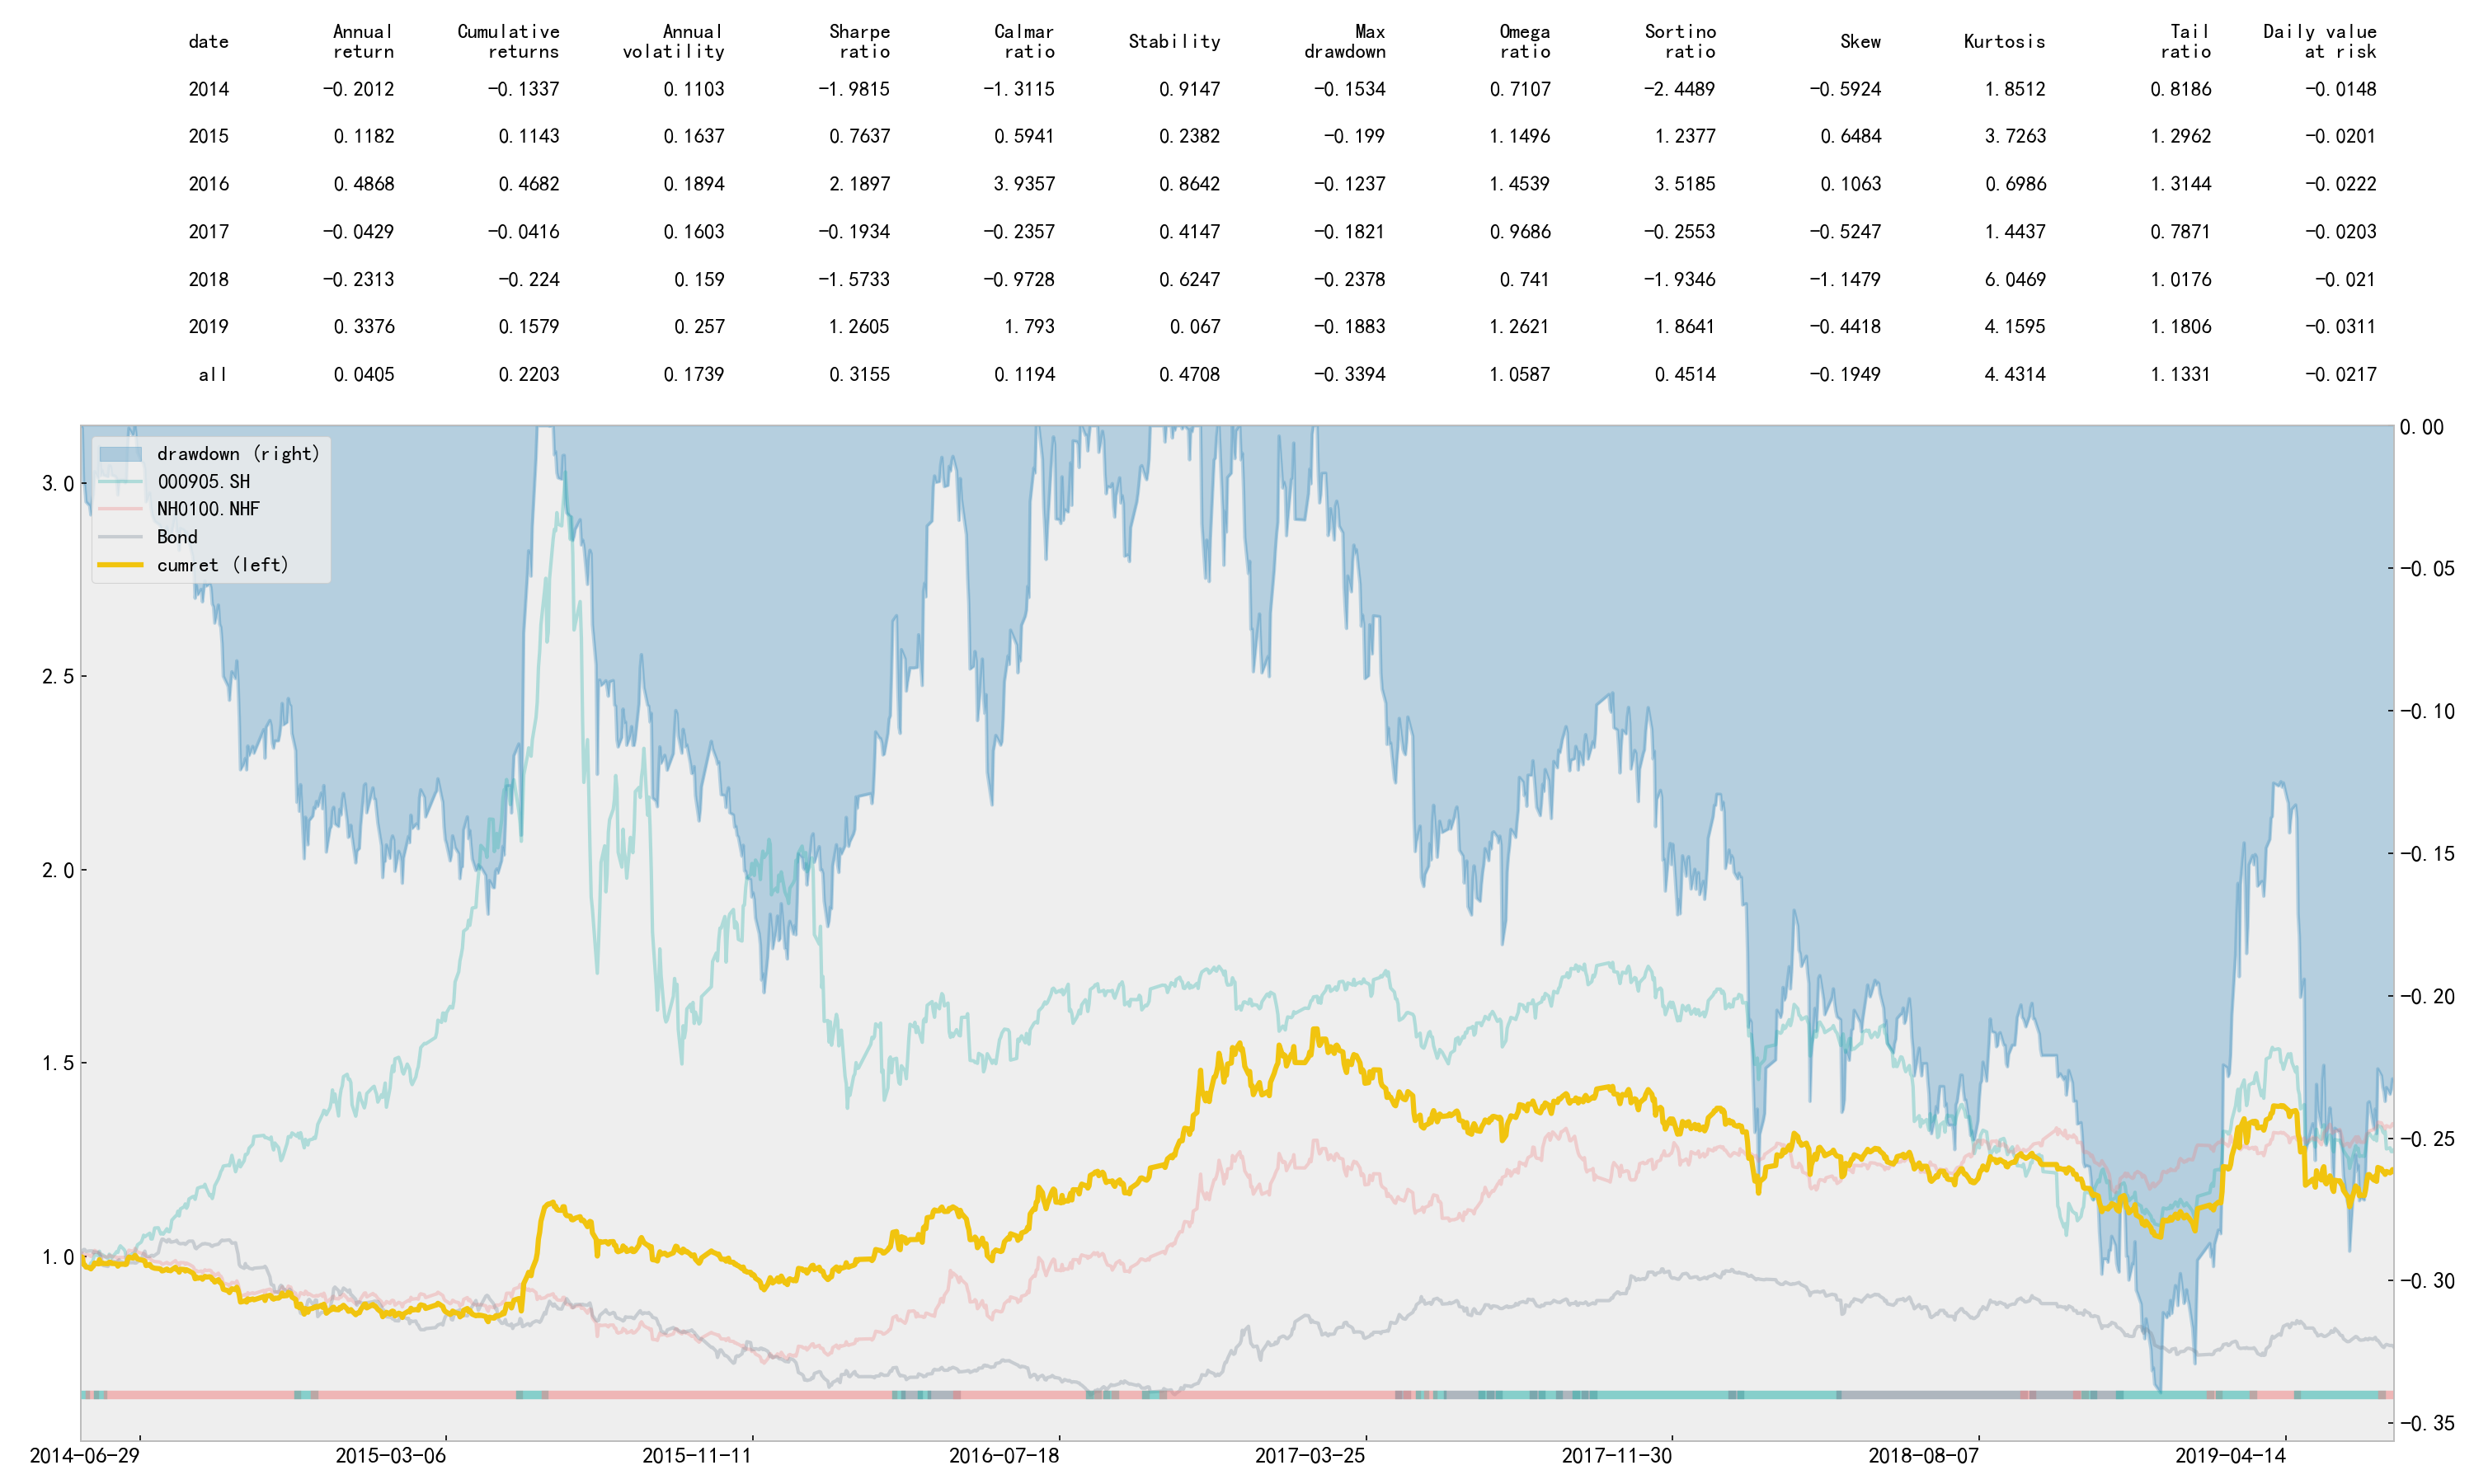 date Annual return Cumulative returns Annual volatility Sharpe ratio Calmar ratio Stability Max drawdown Omega ratio Sortino ratio Skew Kurtosis Tail ratio Daily value at risk
2014 -0.2012 -0.1337 0.1103 -1.9815 -1.3115 0.9147 -0.1534 0.7107 -2.4489 -0.5924 1.8512 0.8186 -0.0148
2015 0.1182 0.1143 0.1637 0.7637 0.5941 0.2382 -0.199 1.1496 1.2377 0.6484 3.7263 1.2962 -0.0201
2016 0.4868 0.4682 0.1894 2.1897 3.9357 0.8642 -0.1237 1.4539 3.5185 0.1063 0.6986 1.3144 -0.0222
2017 -0.0429 -0.0416 0.1603 -0.1934 -0.2357 0.4147 -0.1821 0.9686 -0.2553 -0.5247 1.4437 0.7871 -0.0203
2018 -0.2313 -0.224 0.159 -1.5733 -0.9728 0.6247 -0.2378 0.741 -1.9346 -1.1479 6.0469 1.0176 -0.021
2019 0.3376 0.1579 0.257 1.2605 1.793 0.067 -0.1883 1.2621 1.8641 -0.4418 4.1595 1.1806 -0.0311
all 0.0405 0.2203 0.1739 0.3155 0.1194 0.4708 -0.3394 1.0587 0.4514 -0.1949 4.4314 1.1331 -0.0217
drawdown (right)
000905.SH
NH0100.NHF
Bond
cumret (left)
3.0
2.5
2.0
1.5
1.0
0.00
-0.05
-0.10
-0.15
-0.20
-0.25
-0.30
-0.35
2014-06-29 2015-03-06 2015-11-11 2016-07-18 2017-03-25 2017-11-30 2018-08-07 2019-04-14